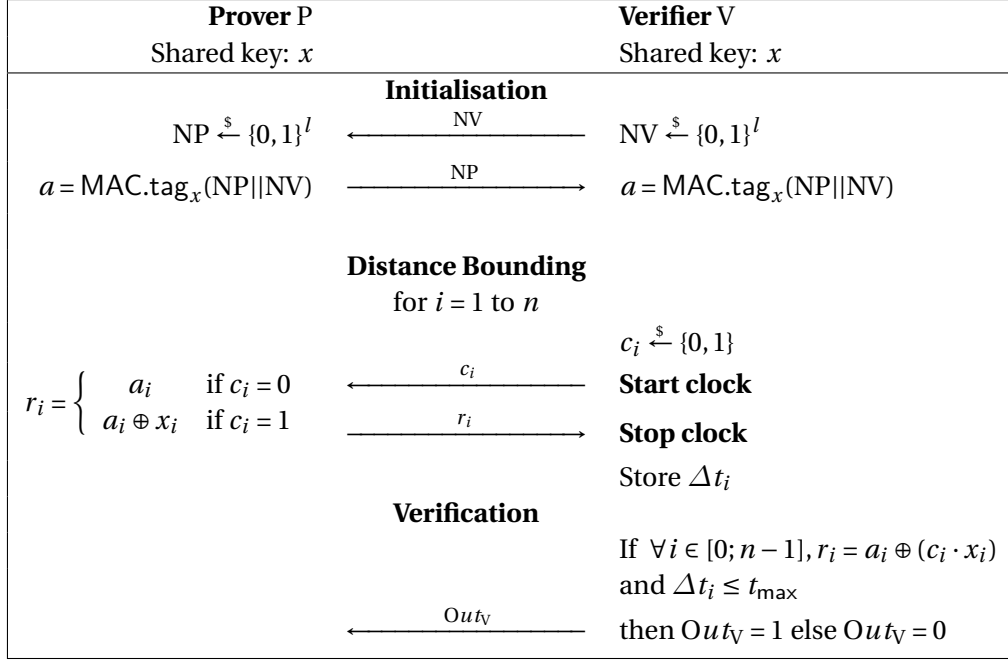 Prover P Verifier V
Shared key: x Shared key: x
Initialisation
NP ←$ {0,1}^l NV NV ←$ {0,1}^l
a = MAC.tag_x(NP||NV) NP a = MAC.tag_x(NP||NV)
Distance Bounding
for i = 1 to n
c_i ←$ {0,1}
r_i = { a_i if c_i = 0 c_i Start clock
a_i ⊕ x_i if c_i = 1 r_i Stop clock
Store Δt_i
Verification
If ∀i ∈ [0; n − 1], r_i = a_i ⊕ (c_i · x_i)
and Δt_i ≤ t_max
Out_V then Out_V = 1 else Out_V = 0